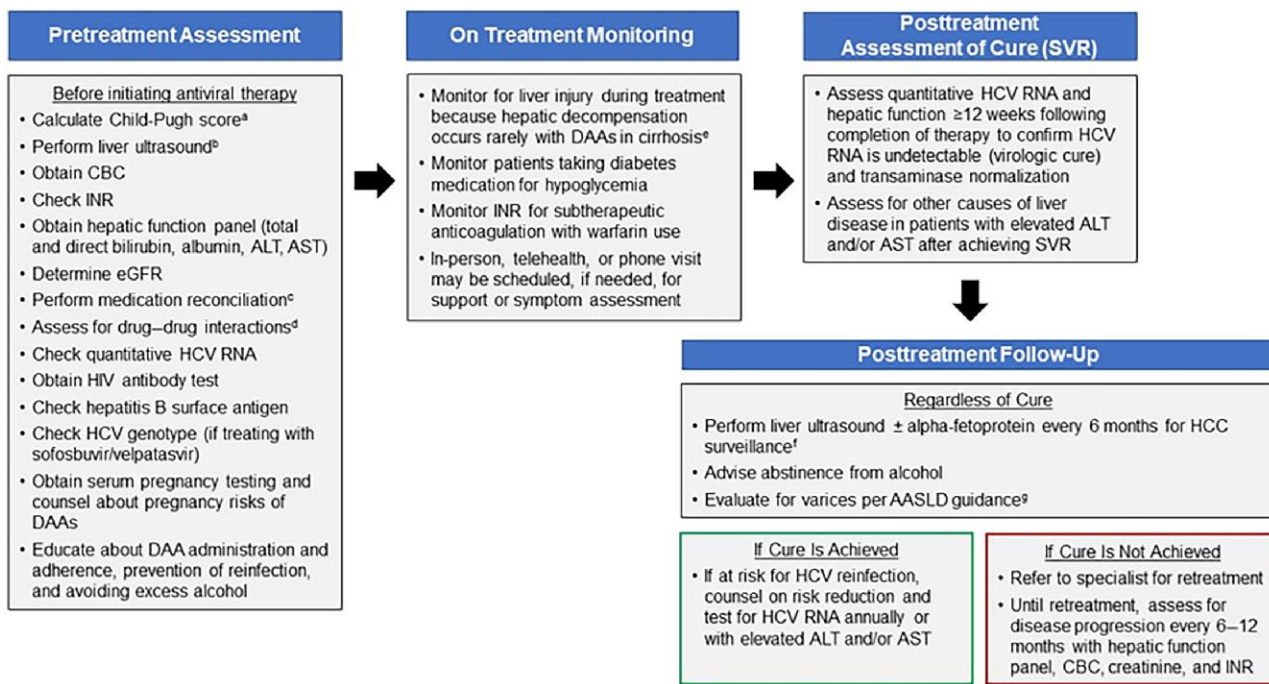 Pretreatment Assessment
Before initiating antiviral therapy
• Calculate Child-Pugh scoreᵃ
• Perform liver ultrasoundᵇ
• Obtain CBC
• Check INR
• Obtain hepatic function panel (total
and direct bilirubin, albumin, ALT, AST)
• Determine eGFR
• Perform medication reconciliationᶜ
• Assess for drug–drug interactionsᵈ
• Check quantitative HCV RNA
• Obtain HIV antibody test
• Check hepatitis B surface antigen
• Check HCV genotype (if treating with
sofosbuvir/velpatasvir)
• Obtain serum pregnancy testing and
counsel about pregnancy risks of
DAAs
• Educate about DAA administration and
adherence, prevention of reinfection,
and avoiding excess alcohol
On Treatment Monitoring
• Monitor for liver injury during treatment
because hepatic decompensation
occurs rarely with DAAs in cirrhosisᵉ
• Monitor patients taking diabetes
medication for hypoglycemia
• Monitor INR for subtherapeutic
anticoagulation with warfarin use
• In-person, telehealth, or phone visit
may be scheduled, if needed, for
support or symptom assessment
Posttreatment
Assessment of Cure (SVR)
• Assess quantitative HCV RNA and
hepatic function ≥12 weeks following
completion of therapy to confirm HCV
RNA is undetectable (virologic cure)
and transaminase normalization
• Assess for other causes of liver
disease in patients with elevated ALT
and/or AST after achieving SVR
Posttreatment Follow-Up
Regardless of Cure
• Perform liver ultrasound ± alpha-fetoprotein every 6 months for HCC
surveillanceᶠ
• Advise abstinence from alcohol
• Evaluate for varices per AASLD guidanceᵍ
If Cure Is Achieved
• If at risk for HCV reinfection,
counsel on risk reduction and
test for HCV RNA annually or
with elevated ALT and/or AST
If Cure Is Not Achieved
• Refer to specialist for retreatment
• Until retreatment, assess for
disease progression every 6–12
months with hepatic function
panel, CBC, creatinine, and INR